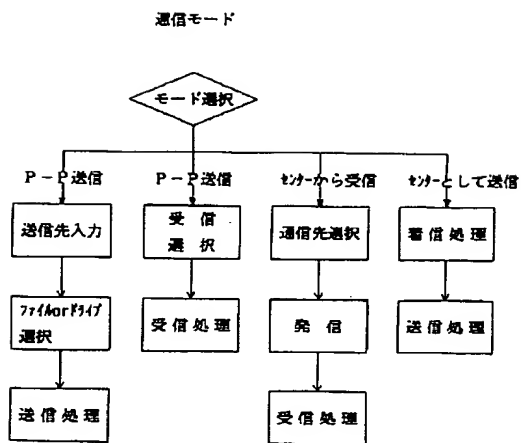 通信モード
モード選択
P－P送信
P－P送信
ｾﾝﾀｰから受信
ｾﾝﾀｰとして送信
送信先入力
受信
選択
通信先選択
着信処理
ﾌｧｲﾙorﾄﾞﾗｲﾌﾞ
選択
受信処理
発信
送信処理
送信処理
受信処理